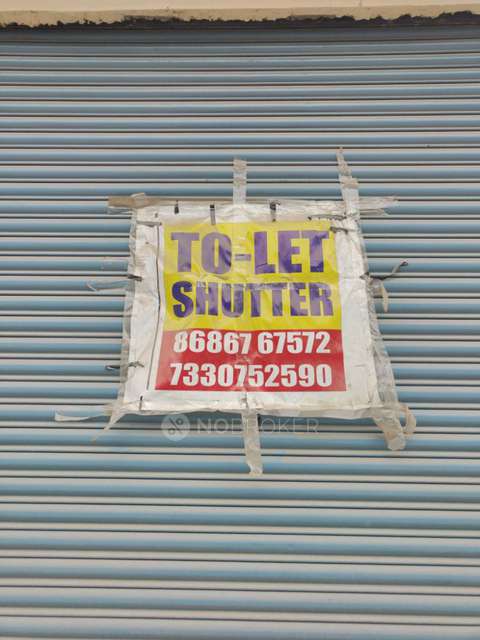 TO-LET
SHUTTER
86867 67572
7330752590
NOBROKER